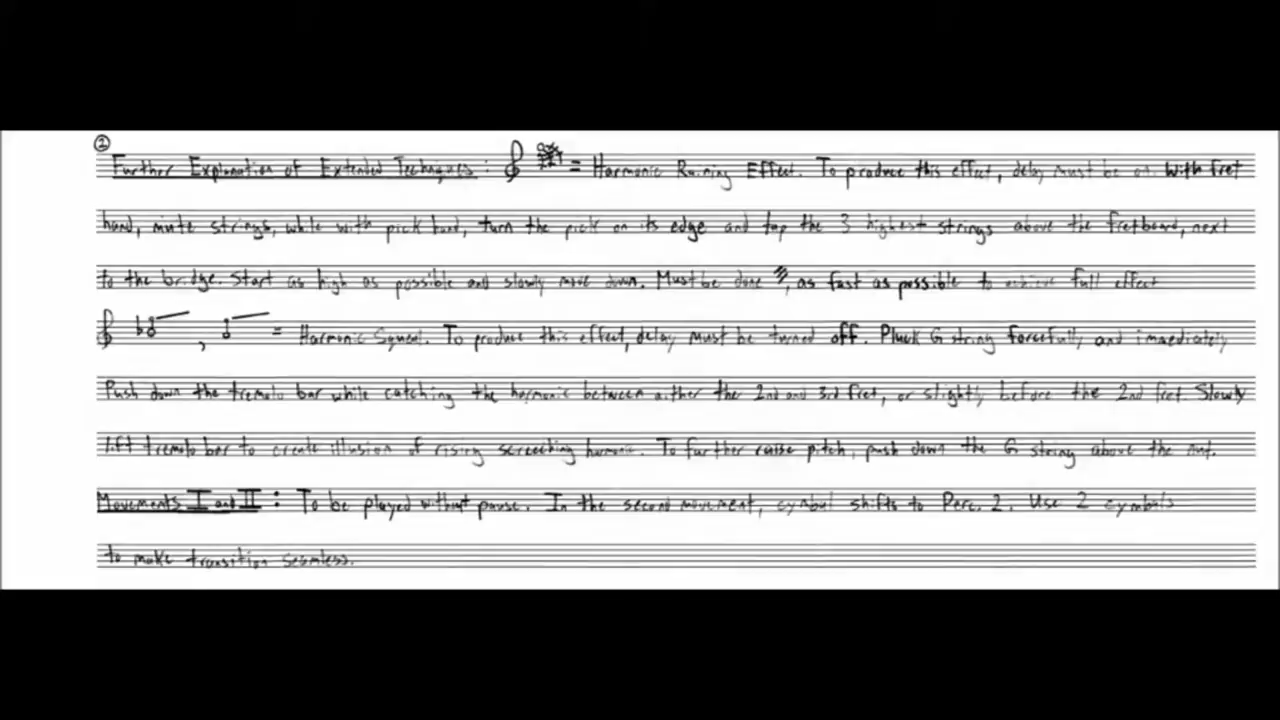 ②
Further Explanation of Extended Techniques: = Harmonic Raining Effect. To produce this effect, delay must be on. With fret
hand, mute strings, while with pick hand, turn the pick on its edge and tap the 3 highest strings above the fretboard, next
to the bridge. Start as high as possible and slowly move down. Must be done , as fast as possible to achieve full effect
, = Harmonic Squeal. To produce this effect, delay must be turned off. Pluck G string forcefully and immediately
Push down the tremolo bar while catching the harmonic between either the 2nd and 3rd fret, or slightly before the 2nd fret. Slowly
lift tremolo bar to create illusion of rising screeching harmonic. To further raise pitch, push down the G string above the nut.
Movements I and II: To be played without pause. In the second movement, cymbal shifts to Perc. 2. Use 2 cymbals
to make transition seamless.